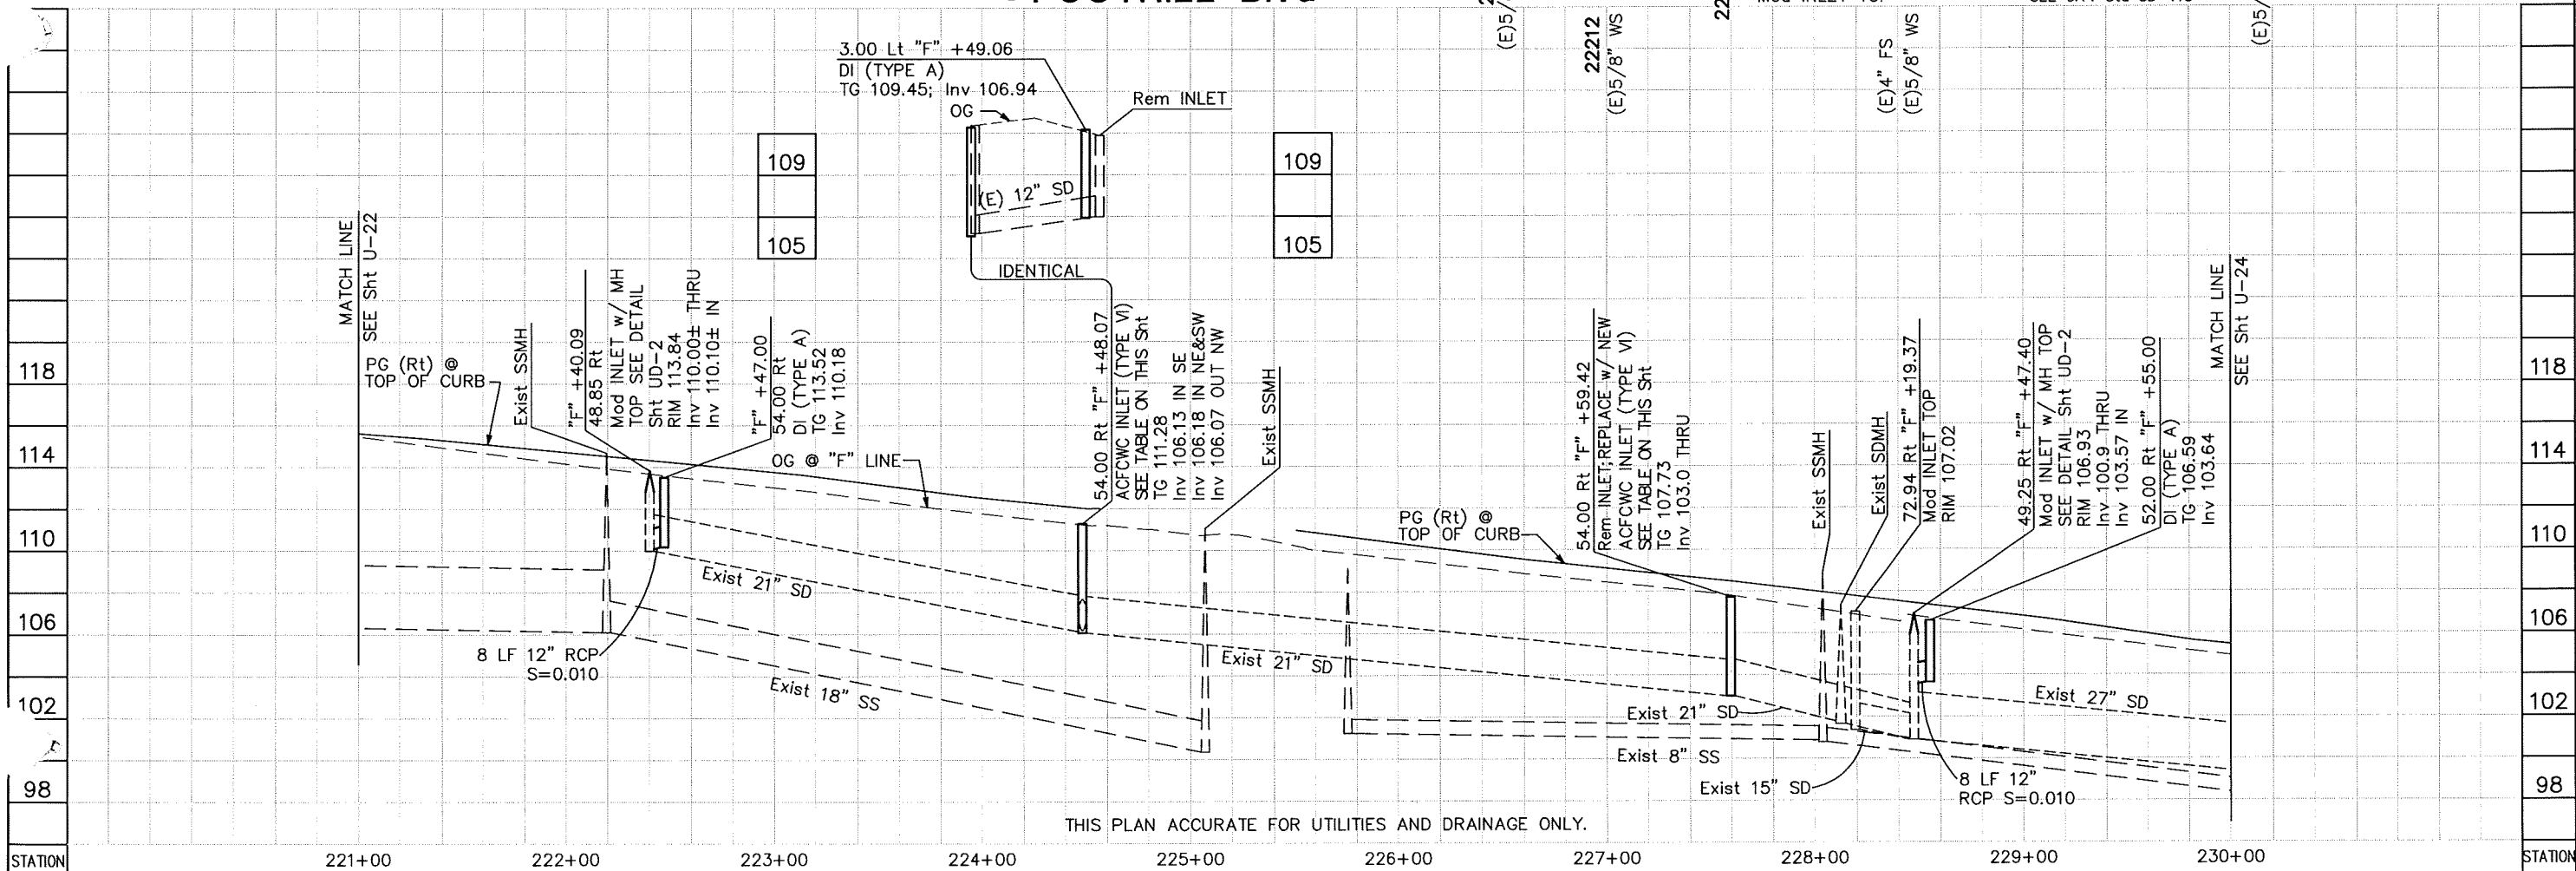 (E)5/
22212
(E)5/8" WS
22
(E)4" FS
(E)5/8" WS
(E)5/
3.00 Lt "F" +49.06
DI (TYPE A)
TG 109.45; Inv 106.94
OG
Rem INLET
109
105
(E) 12" SD
109
105
IDENTICAL
MATCH LINE
SEE Sht U-22
PG (Rt) @
TOP OF CURB
Exist SSMH
"F" +40.09
48.85 Rt
Mod INLET w/ MH
TOP SEE DETAIL
Sht UD-2
RIM 113.84
Inv 110.00± THRU
Inv 110.10± IN
"F" +47.00
54.00 Rt
DI (TYPE A)
TG 113.52
Inv 110.18
OG @ "F" LINE
54.00 Rt "F" +48.07
ACFCWC INLET (TYPE VI)
SEE TABLE ON THIS Sht
TG 111.28
Inv 106.13 IN SE
Inv 106.18 IN NE&SW
Inv 106.07 OUT NW
Exist SSMH
PG (Rt) @
TOP OF CURB
54.00 Rt "F" +59.42
Rem INLET;REPLACE w/ NEW
ACFCWC INLET (TYPE VI)
SEE TABLE ON THIS Sht
TG 107.73
Inv 103.0 THRU
Exist SSMH
Exist SDMH
72.94 Rt "F" +19.37
Mod INLET TOP
RIM 107.02
49.25 Rt "F" +47.40
Mod INLET w/ MH TOP
SEE DETAIL Sht UD-2
RIM 106.93
Inv 100.9 THRU
Inv 103.57 IN
52.00 Rt "F" +55.00
DI (TYPE A)
TG 106.59
Inv 103.64
MATCH LINE
SEE Sht U-24
118
114
110
106
102
98
118
114
110
106
102
98
Exist 21" SD
8 LF 12" RCP
S=0.010
Exist 18" SS
Exist 21" SD
Exist 21" SD
Exist 8" SS
Exist 15" SD
Exist 27" SD
8 LF 12"
RCP S=0.010
THIS PLAN ACCURATE FOR UTILITIES AND DRAINAGE ONLY.
STATION 221+00 222+00 223+00 224+00 225+00 226+00 227+00 228+00 229+00 230+00 STATION